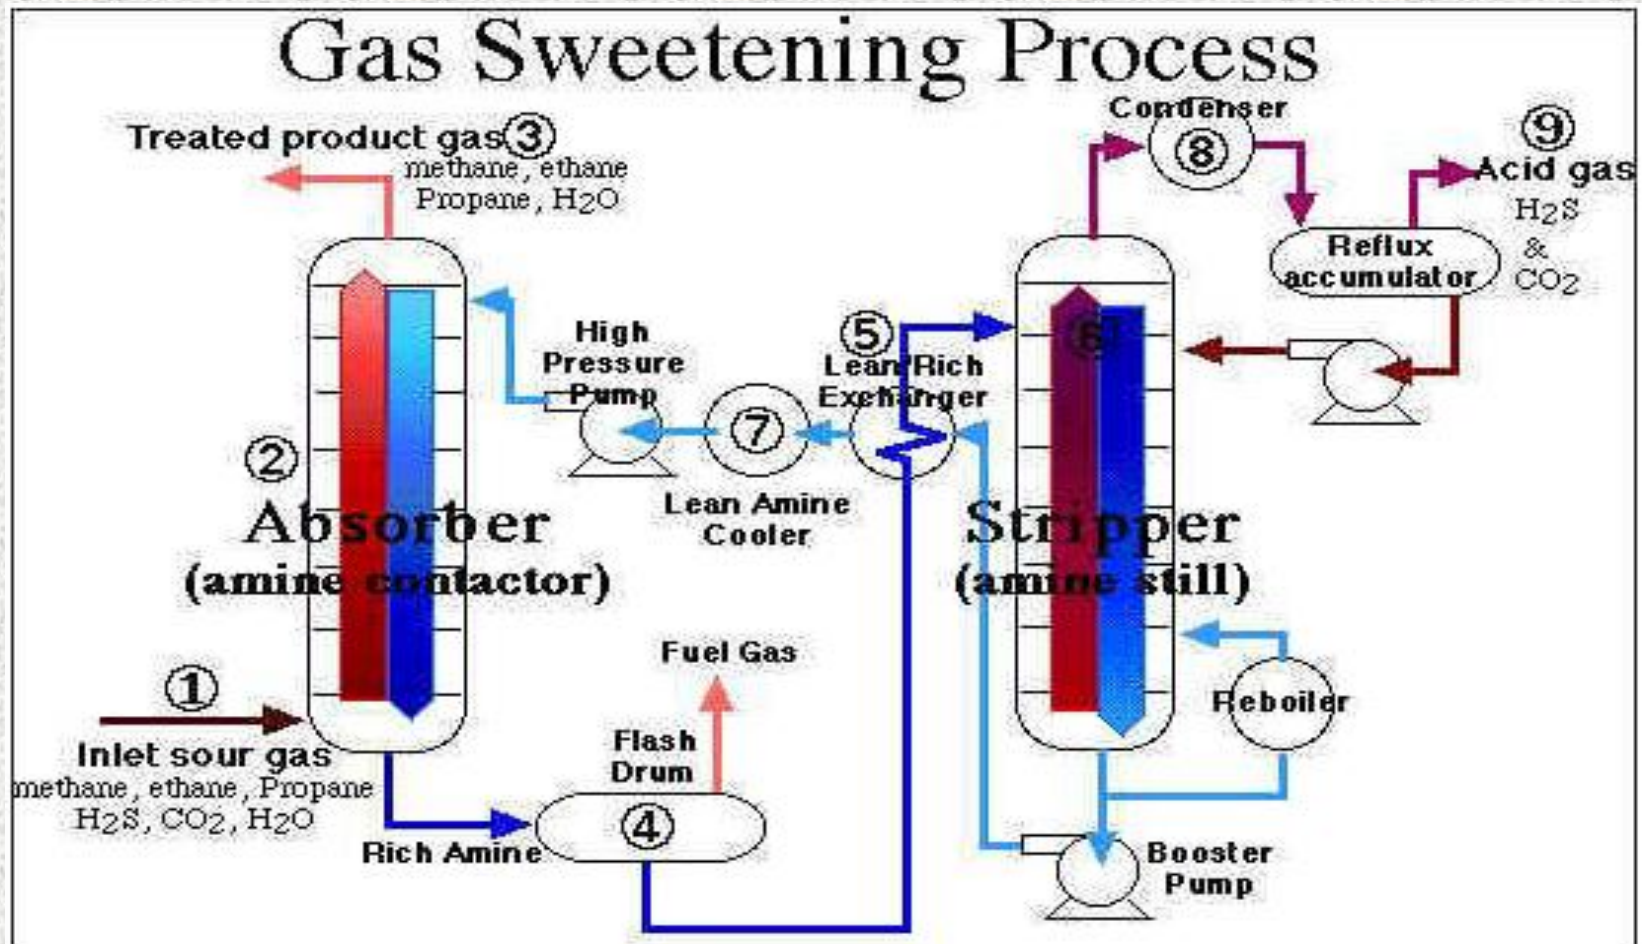 Gas Sweetening Process
Treated product gas ③
methane, ethane
Propane, H2O
Condenser
⑧
⑨
Acid gas
H2S
&
CO2
Reflux
accumulator
High
Pressure
Pump
⑤
Lean/Rich
Exchanger
⑥
②
⑦
Lean Amine
Cooler
Absorber
(amine contactor)
Stripper
(amine still)
①
Inlet sour gas
methane, ethane, Propane
H2S, CO2, H2O
Fuel Gas
Flash
Drum
④
Rich Amine
Reboiler
Booster
Pump